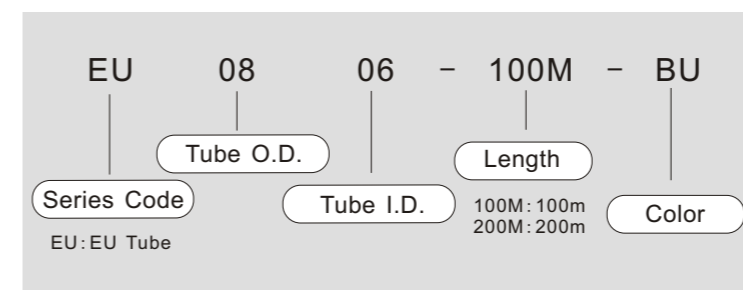 EU 08 06 – 100M – BU
Tube O.D.
Length
Series Code
Tube I.D.
Color
100M:100m
200M:200m
EU:EU Tube